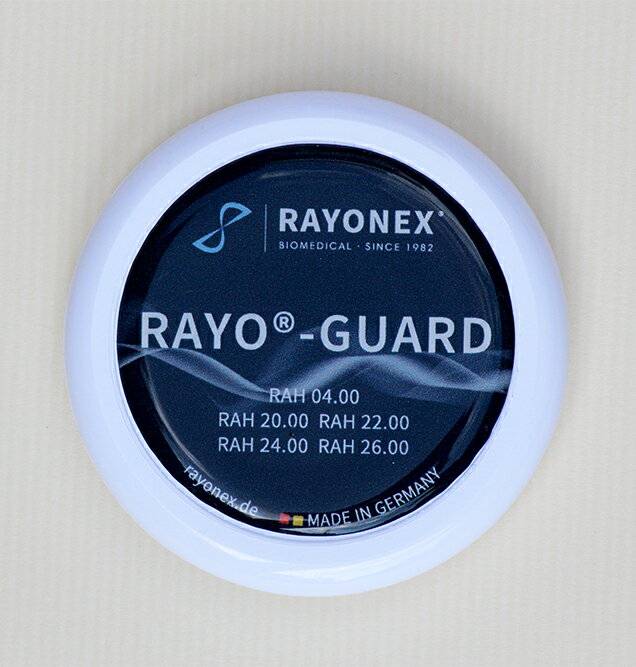 RAYONEX®
BIOMEDICAL · SINCE 1982
RAYO®-GUARD
RAH 04.00
RAH 20.00 RAH 22.00
RAH 24.00 RAH 26.00
rayonex.de
MADE IN GERMANY